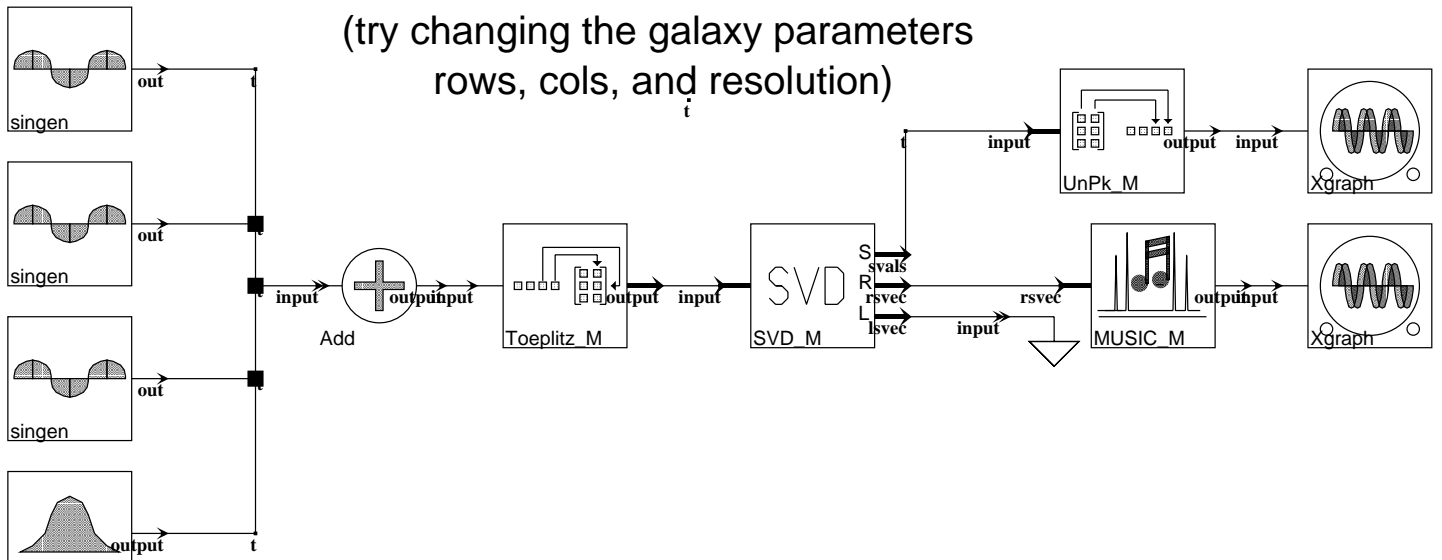 (try changing the galaxy parameters
rows, cols, and resolution)
t
out
t
singen
out
t
singen
t
out
t
singen
output
t
input
Add
output
input
Toeplitz_M
output
input
SVD
S
svals
R
rsvec
L
lsvec
SVD_M
t
input
UnPk_M
output
input
Xgraph
rsvec
MUSIC_M
output
input
Xgraph
input